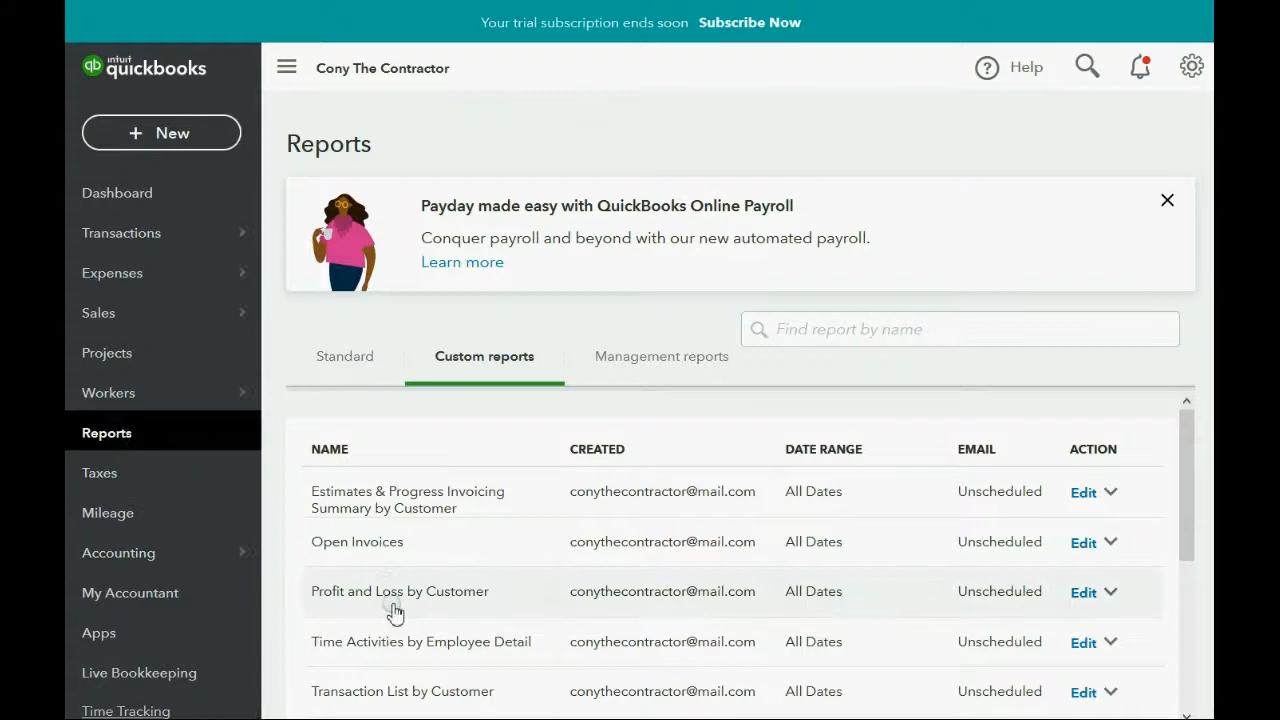 Your trial subscription ends soon Subscribe Now
intuit
qb quickbooks
Cony The Contractor
Help
+ New
Dashboard
Transactions
Expenses
Sales
Projects
Workers
Reports
Taxes
Mileage
Accounting
My Accountant
Apps
Live Bookkeeping
Time Tracking
Reports
Payday made easy with QuickBooks Online Payroll
Conquer payroll and beyond with our new automated payroll.
Learn more
Find report by name
Standard Custom reports Management reports
NAME CREATED DATE RANGE EMAIL ACTION
Estimates & Progress Invoicing conythecontractor@mail.com All Dates Unscheduled Edit
Summary by Customer
Open Invoices conythecontractor@mail.com All Dates Unscheduled Edit
Profit and Loss by Customer conythecontractor@mail.com All Dates Unscheduled Edit
Time Activities by Employee Detail conythecontractor@mail.com All Dates Unscheduled Edit
Transaction List by Customer conythecontractor@mail.com All Dates Unscheduled Edit